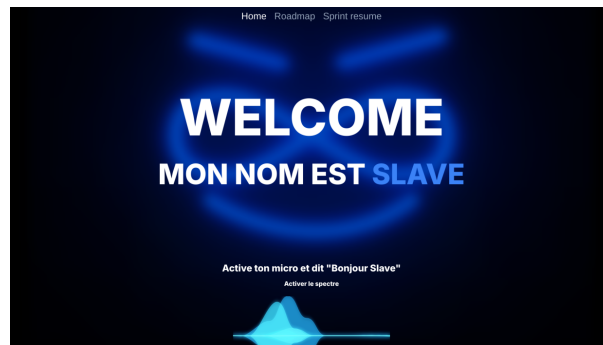 Home Roadmap Sprint resume
WELCOME
MON NOM EST SLAVE
Active ton micro et dit "Bonjour Slave"
Activer le spectre